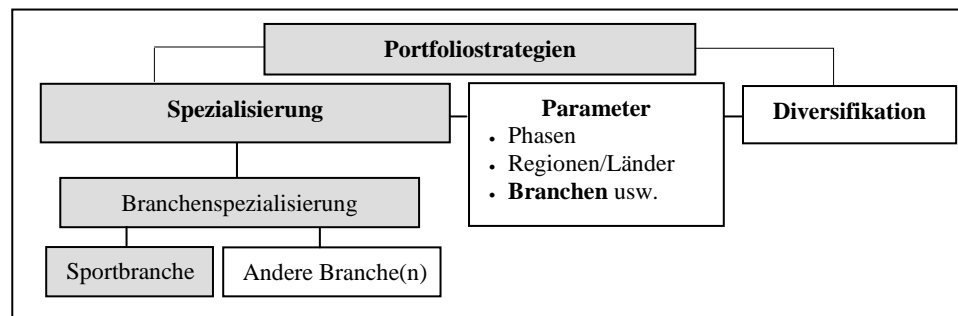 Portfoliostrategien
Spezialisierung
Parameter
• Phasen
• Regionen/Länder
• Branchen usw.
Diversifikation
Branchenspezialisierung
Sportbranche
Andere Branche(n)